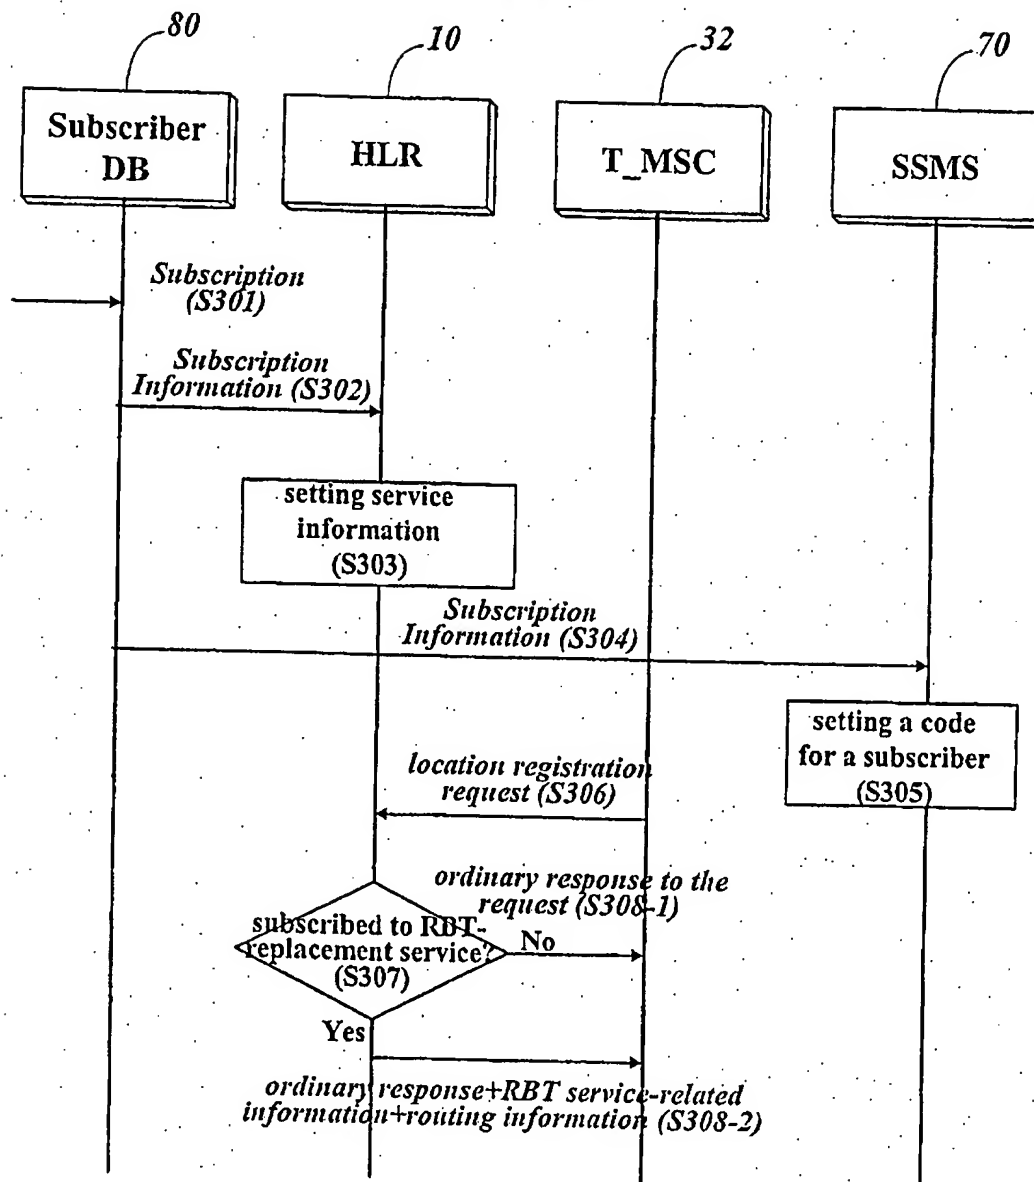 80
10
32
70
Subscriber
DB
HLR
T_MSC
SSMS
Subscription
(S301)
Subscription
Information (S302)
setting service
information
(S303)
Subscription
Information (S304)
setting a code
for a subscriber
(S305)
location registration
request (S306)
ordinary response to the
request (S308-1)
subscribed to RBT-
replacement service?
(S307)
No
Yes
ordinary response+RBT service-related
information+routing information (S308-2)